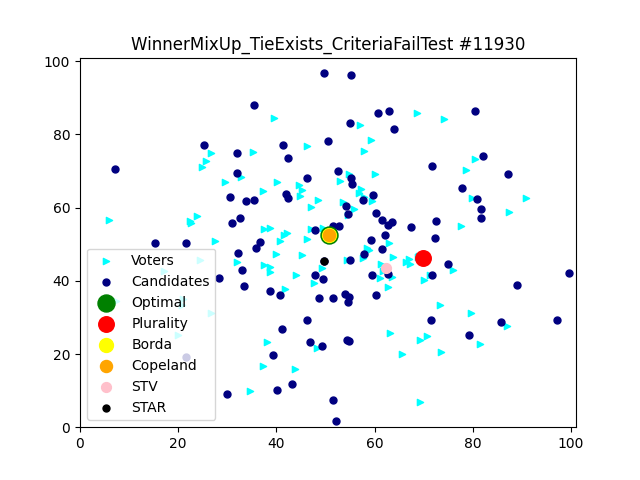 WinnerMixUp_TieExists_CriteriaFailTest #11930
100
80
60
40
20
0
Voters
Candidates
Optimal
Plurality
Borda
Copeland
STV
STAR
0 20 40 60 80 100